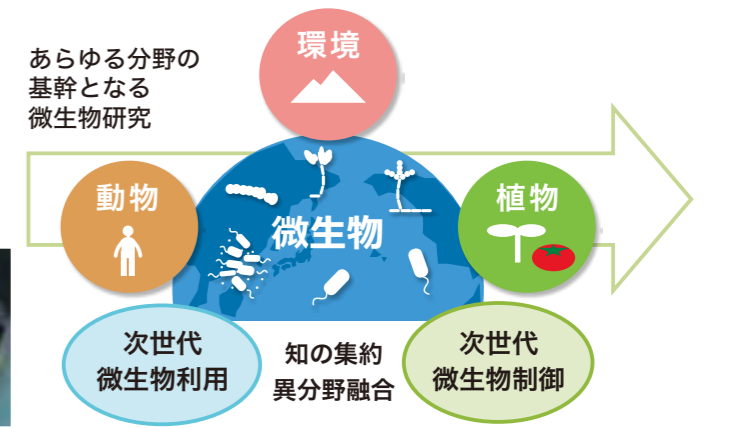 あらゆる分野の
基幹となる
微生物研究
環境
動物
微生物
植物
次世代
微生物利用
知の集約
異分野融合
次世代
微生物制御